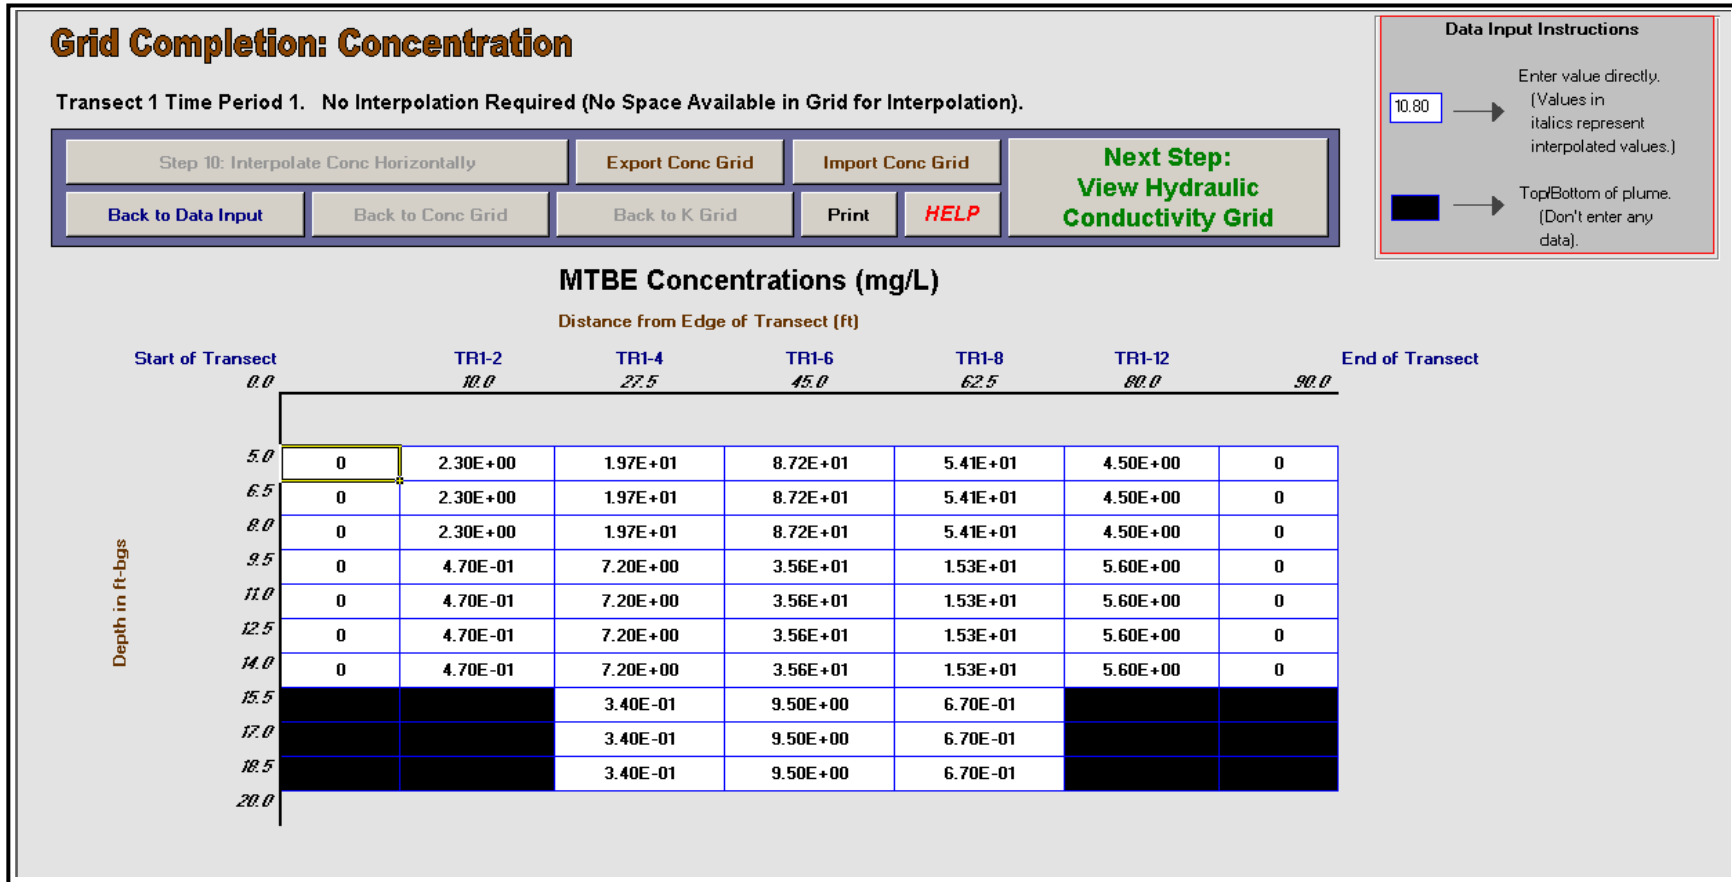 Grid Completion: Concentration
Transect 1 Time Period 1.   No Interpolation Required (No Space Available in Grid for Interpolation).
Step 10: Interpolate Conc Horizontally
Export Conc Grid
Import Conc Grid
Next Step:
View Hydraulic
Conductivity Grid
Back to Data Input
Back to Conc Grid
Back to K Grid
Print
HELP
Data Input Instructions
10.80
Enter value directly.
(Values in
italics represent
interpolated values.)
Top/Bottom of plume.
(Don't enter any
data).
MTBE Concentrations (mg/L)
Distance from Edge of Transect (ft)
Start of Transect TR1-2 TR1-4 TR1-6 TR1-8 TR1-12 End of Transect
0.0 10.0 27.5 45.0 62.5 80.0 90.0
Depth in ft-bgs
5.0 0 2.30E+00 1.97E+01 8.72E+01 5.41E+01 4.50E+00 0
6.5 0 2.30E+00 1.97E+01 8.72E+01 5.41E+01 4.50E+00 0
8.0 0 2.30E+00 1.97E+01 8.72E+01 5.41E+01 4.50E+00 0
9.5 0 4.70E-01 7.20E+00 3.56E+01 1.53E+01 5.60E+00 0
11.0 0 4.70E-01 7.20E+00 3.56E+01 1.53E+01 5.60E+00 0
12.5 0 4.70E-01 7.20E+00 3.56E+01 1.53E+01 5.60E+00 0
14.0 0 4.70E-01 7.20E+00 3.56E+01 1.53E+01 5.60E+00 0
15.5 3.40E-01 9.50E+00 6.70E-01
17.0 3.40E-01 9.50E+00 6.70E-01
18.5 3.40E-01 9.50E+00 6.70E-01
20.0